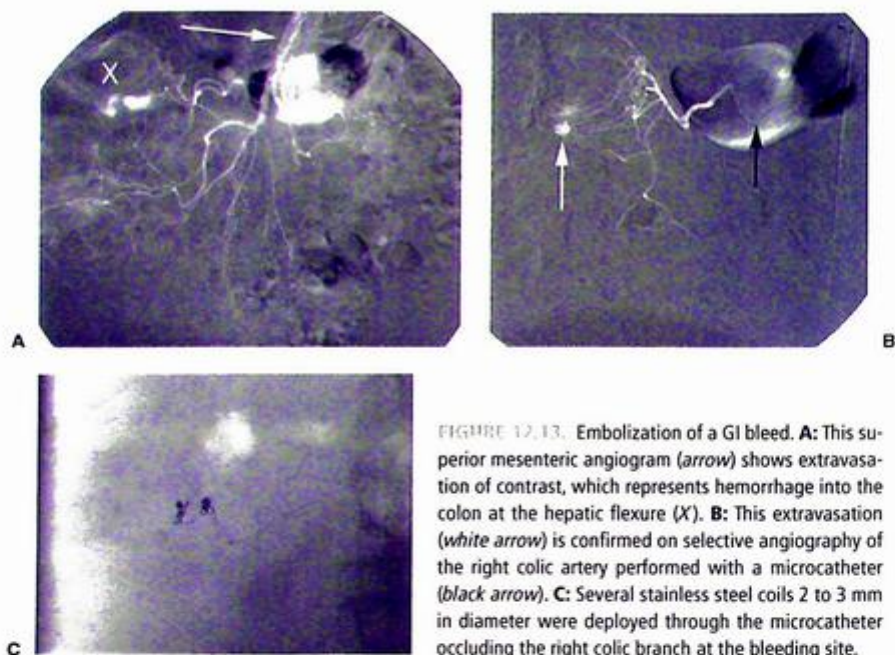 X
A
B
C
FIGURE 12.13. Embolization of a GI bleed. A: This su-
perior mesenteric angiogram (arrow) shows extravasa-
tion of contrast, which represents hemorrhage into the
colon at the hepatic flexure (X). B: This extravasation
(white arrow) is confirmed on selective angiography of
the right colic artery performed with a microcatheter
(black arrow). C: Several stainless steel coils 2 to 3 mm
in diameter were deployed through the microcatheter
occluding the right colic branch at the bleeding site.